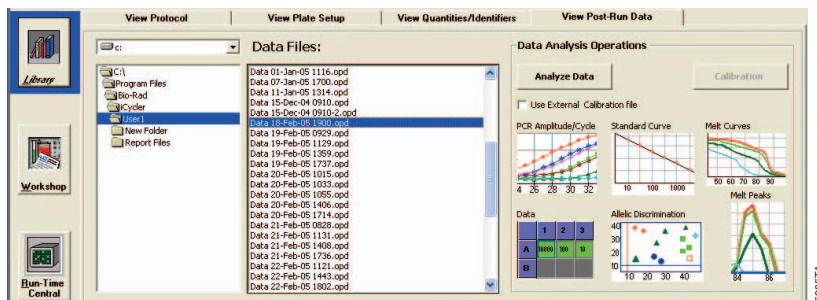 View Protocol
View Plate Setup
View Quantities/Identifiers
View Post-Run Data
Library
Workshop
Run-Time
Central
c:
C:\
Program Files
Bio-Rad
iCycler
User1
New Folder
Report Files
Data Files:
Data 01-Jan-05 1116.opd
Data 07-Jan-05 1700.opd
Data 11-Jan-05 1314.opd
Data 15-Dec-04 0910.opd
Data 15-Dec-04 0910-2.opd
Data 18-Feb-05 1900.opd
Data 19-Feb-05 0929.opd
Data 19-Feb-05 1129.opd
Data 19-Feb-05 1359.opd
Data 19-Feb-05 1737.opd
Data 20-Feb-05 1015.opd
Data 20-Feb-05 1033.opd
Data 20-Feb-05 1055.opd
Data 20-Feb-05 1406.opd
Data 20-Feb-05 1714.opd
Data 21-Feb-05 0828.opd
Data 21-Feb-05 1131.opd
Data 21-Feb-05 1408.opd
Data 21-Feb-05 1736.opd
Data 22-Feb-05 1121.opd
Data 22-Feb-05 1443.opd
Data 22-Feb-05 1802.opd
Data Analysis Operations
Analyze Data
Calibration
Use External Calibration file
PCR Amplitude/Cycle
Standard Curve
Melt Curves
4 26 28 30 32
10 100 1000
50 60 70 80 90
Data
Allelic Discrimination
Melt Peaks
1 2 3
A 10000 100 10
B
40
30
20
10
10 20 30 40
84 86